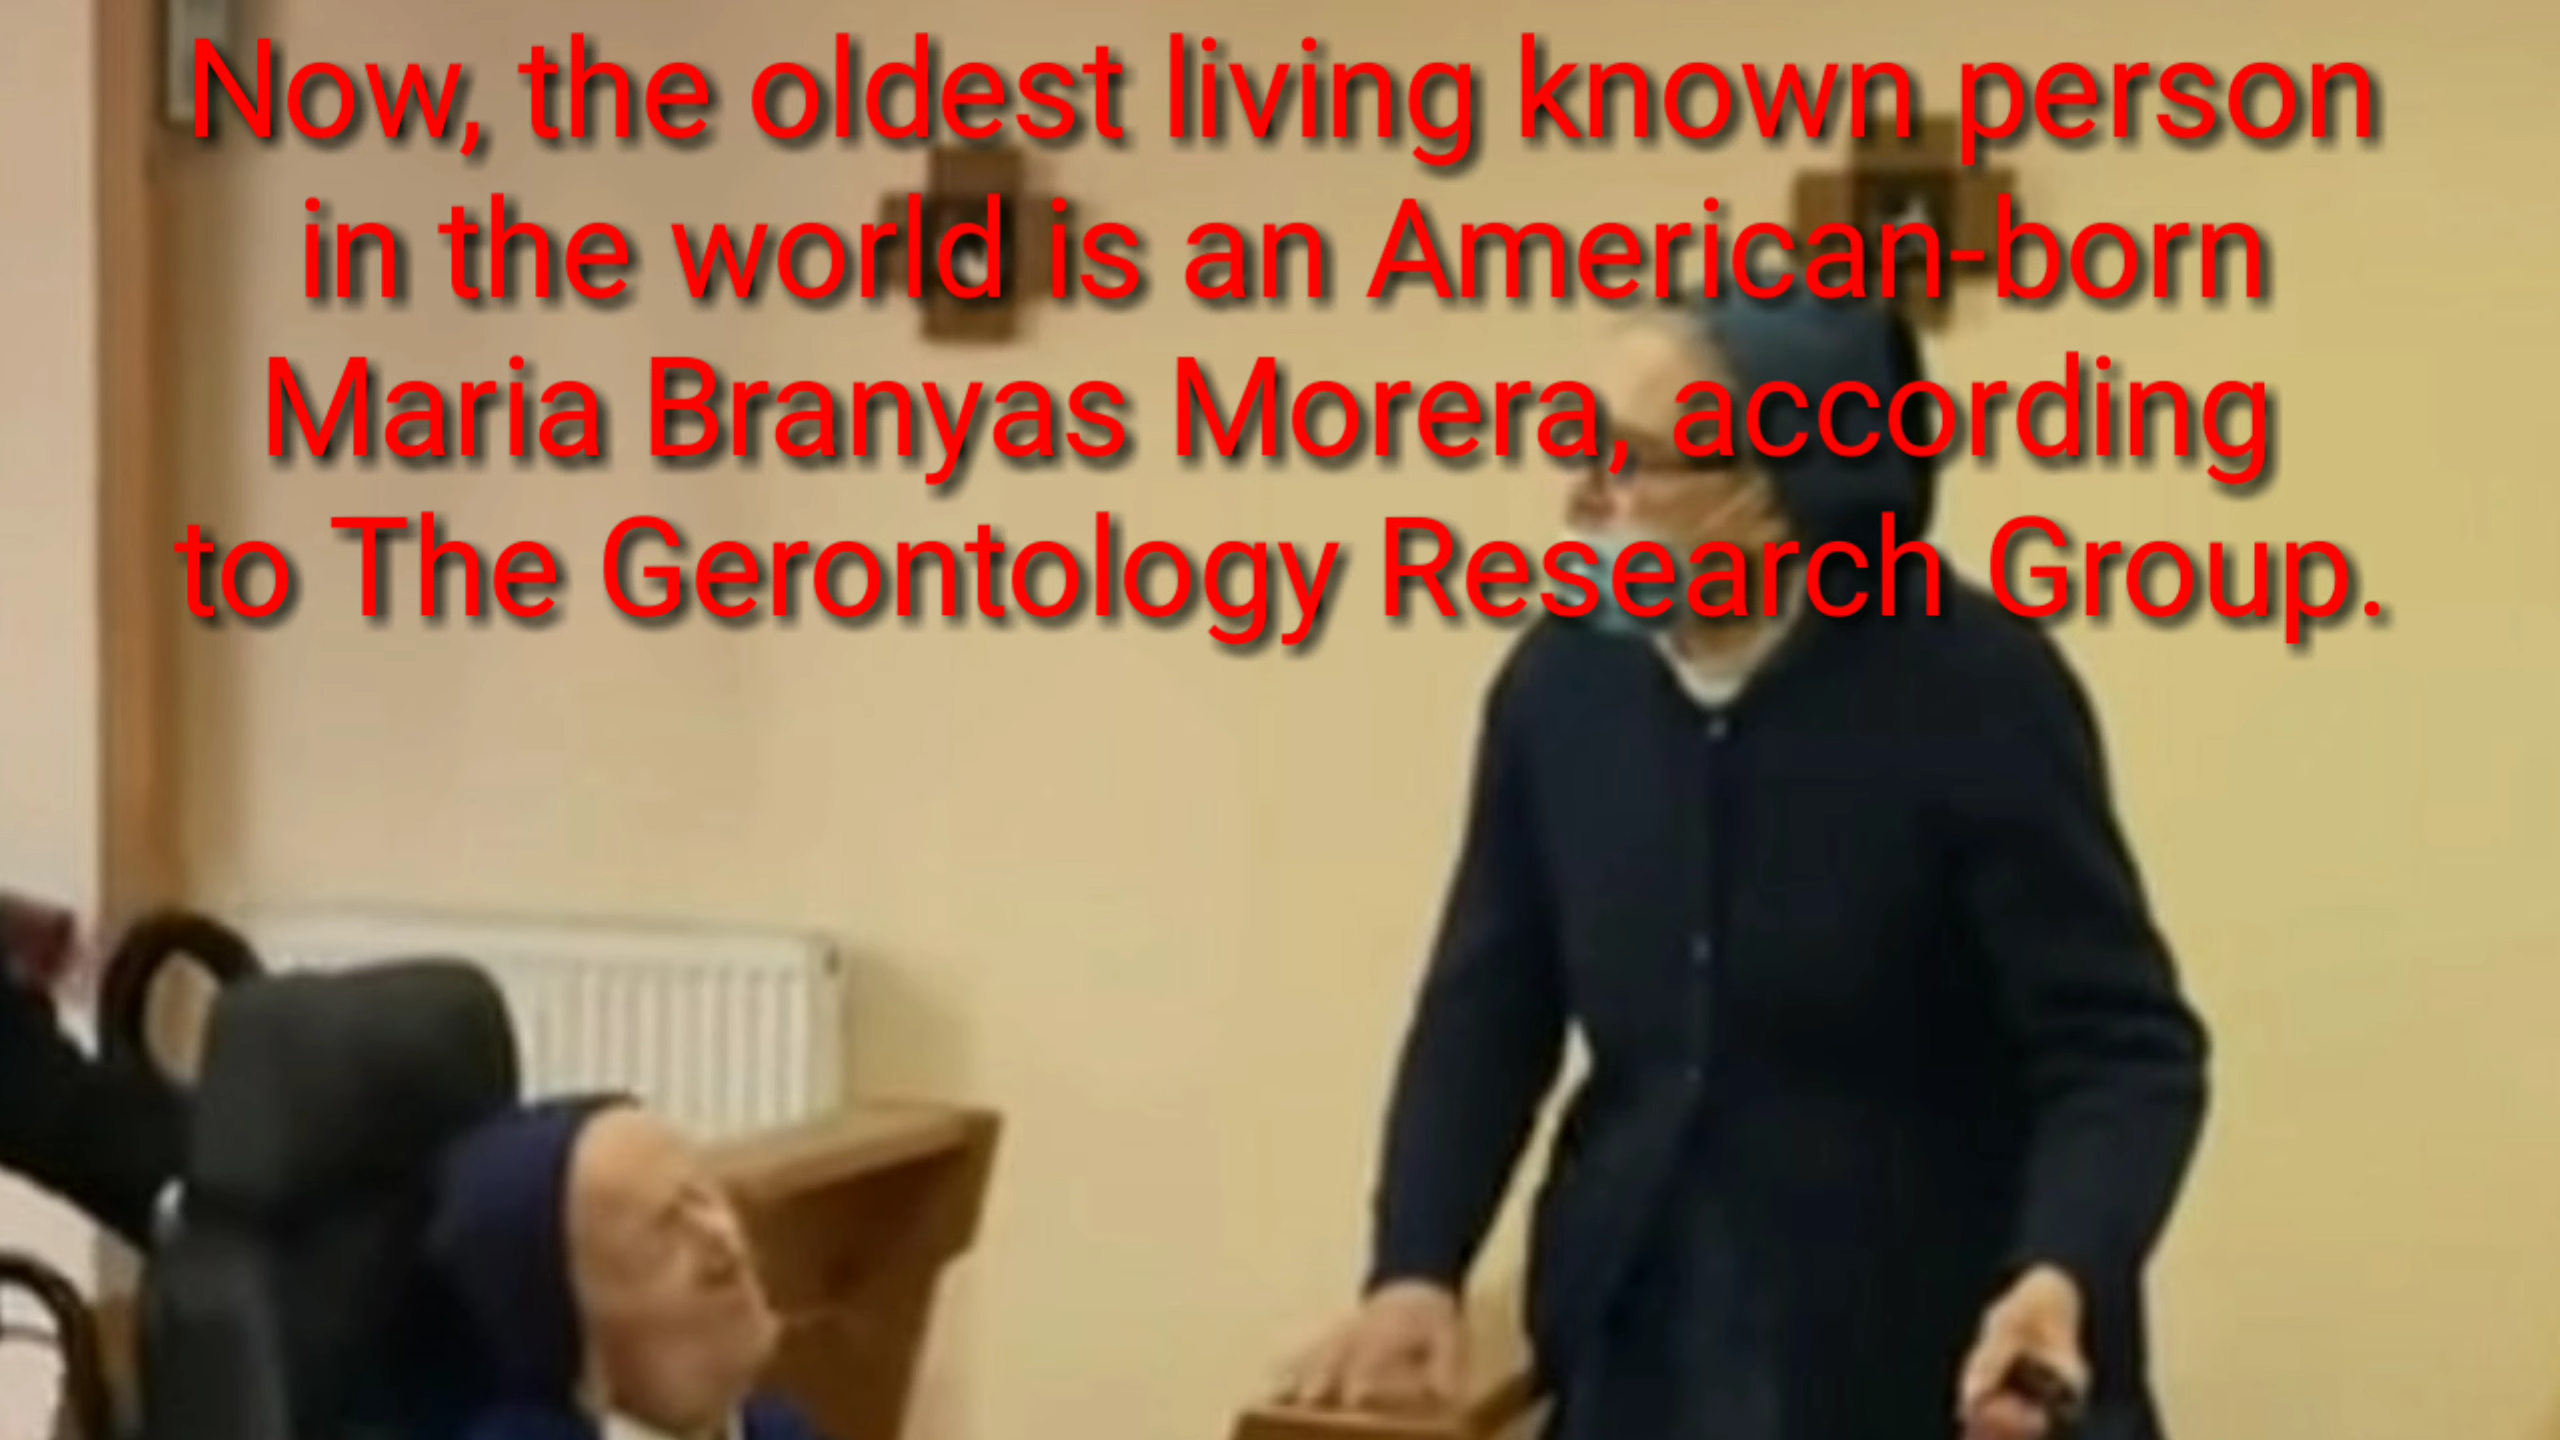 Now, the oldest living known person
in the world is an American-born
Maria Branyas Morera, according
to The Gerontology Research Group.